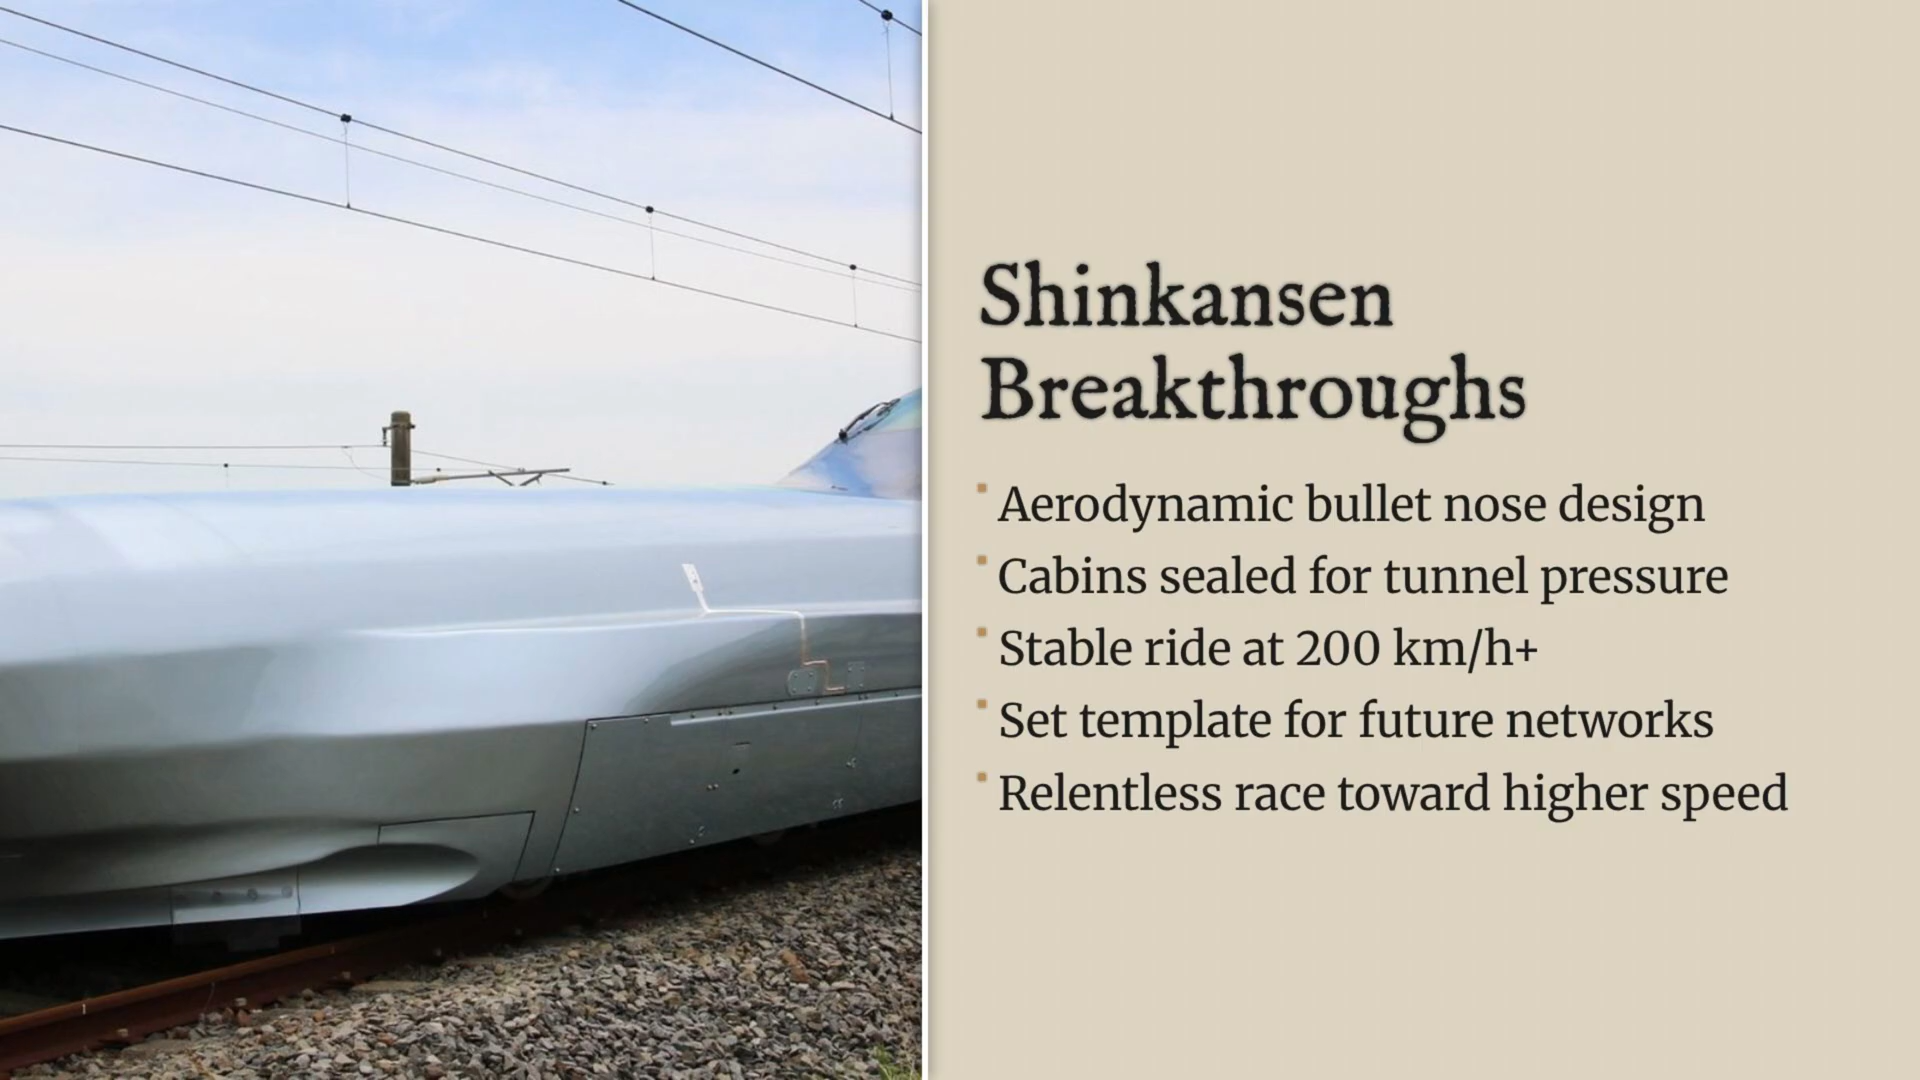 Shinkansen
Breakthroughs
Aerodynamic bullet nose design
Cabins sealed for tunnel pressure
Stable ride at 200 km/h+
Set template for future networks
Relentless race toward higher speed